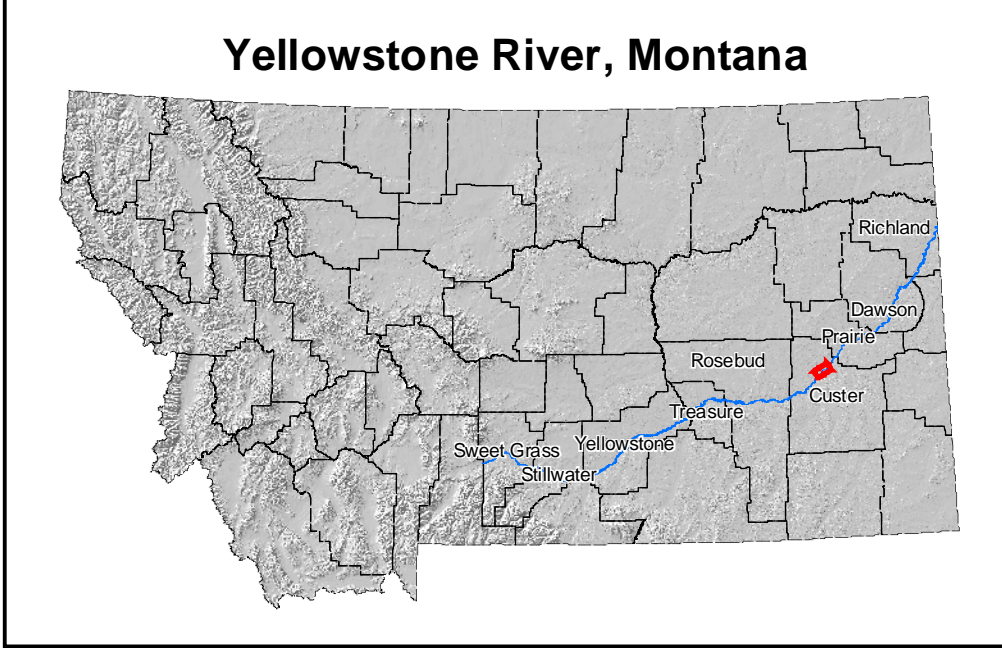 Yellowstone River, Montana
Richland
Dawson
Prairie
Rosebud
Custer
Treasure
Yellowstone
Sweet Grass
Stillwater